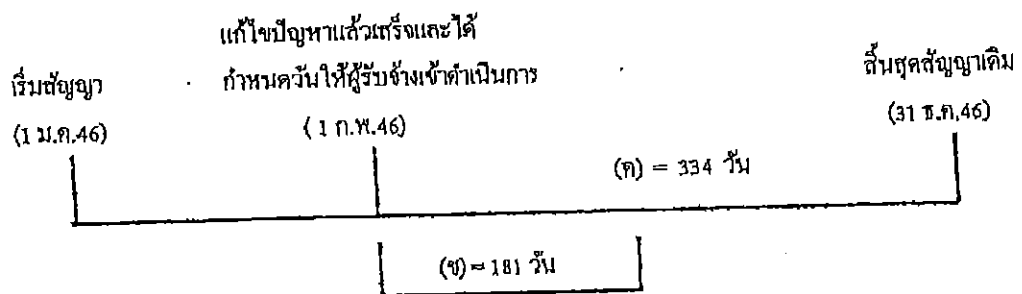 แก้ไขปัญหาแล้วเสร็จและได้
เริ่มสัญญา กำหนดวันให้ผู้รับจ้างเข้าดำเนินการ สิ้นสุดสัญญาเดิม
(1 ม.ค.46) ( 1 ก.พ.46) (31 ธ.ค.46)
(ค) = 334 วัน
(ข) = 181 วัน